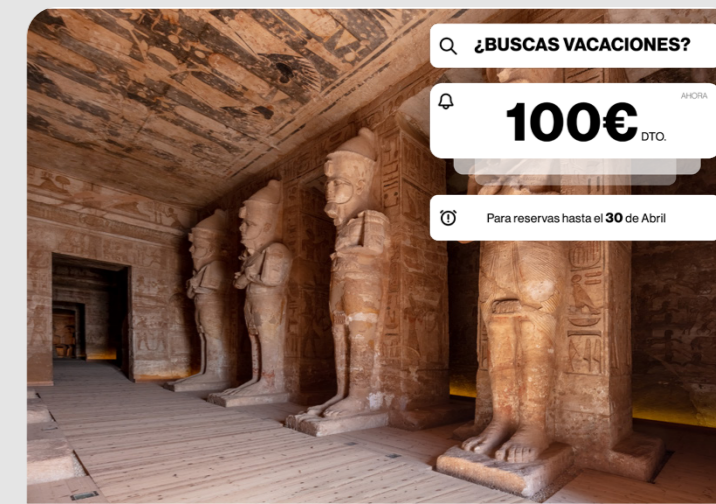 ¿BUSCAS VACACIONES?
AHORA
100€ DTO.
Para reservas hasta el 30 de Abril